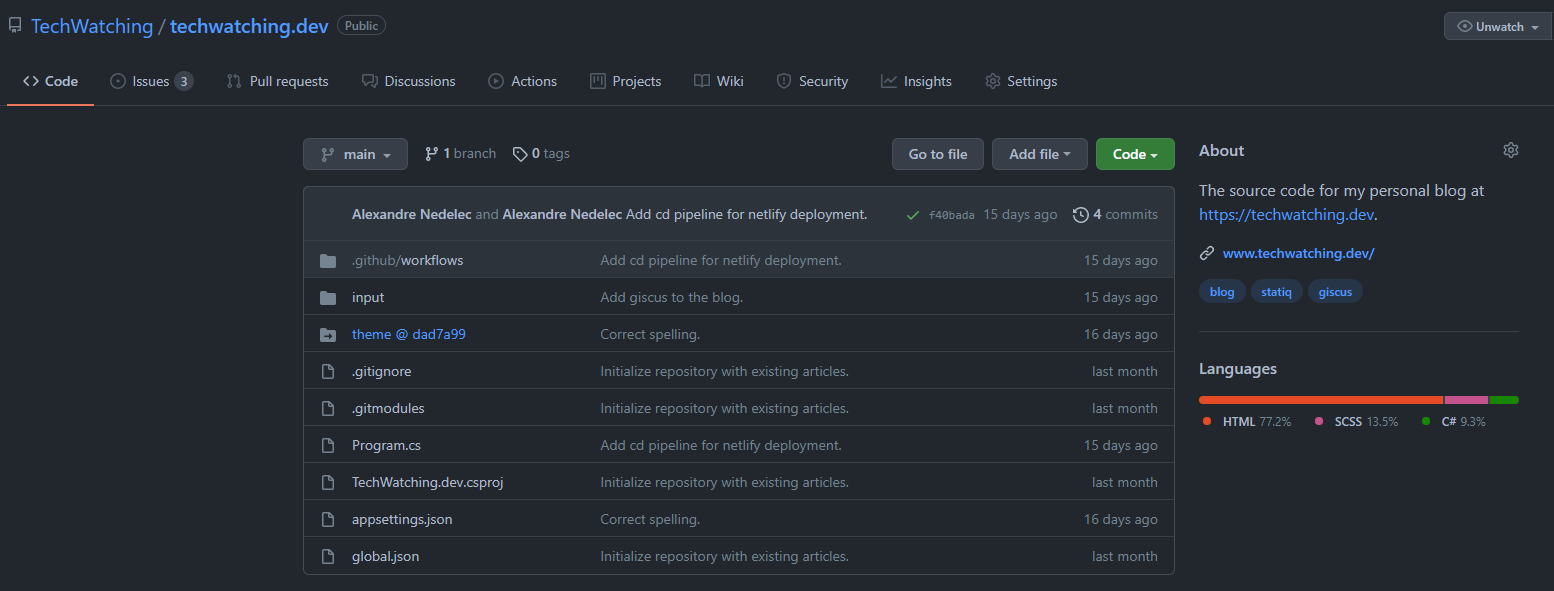 TechWatching / techwatching.dev Public
Unwatch
Code Issues 3 Pull requests Discussions Actions Projects Wiki Security Insights Settings
main 1 branch 0 tags Go to file Add file Code
Alexandre Nedelec and Alexandre Nedelec Add cd pipeline for netlify deployment. f40bada 15 days ago 4 commits
.github/workflows Add cd pipeline for netlify deployment. 15 days ago
input Add giscus to the blog. 15 days ago
theme @ dad7a99 Correct spelling. 16 days ago
.gitignore Initialize repository with existing articles. last month
.gitmodules Initialize repository with existing articles. last month
Program.cs Add cd pipeline for netlify deployment. 15 days ago
TechWatching.dev.csproj Initialize repository with existing articles. last month
appsettings.json Correct spelling. 16 days ago
global.json Initialize repository with existing articles. last month
About
The source code for my personal blog at
https://techwatching.dev.
www.techwatching.dev/
blog statiq giscus
Languages
HTML 77.2% SCSS 13.5% C# 9.3%